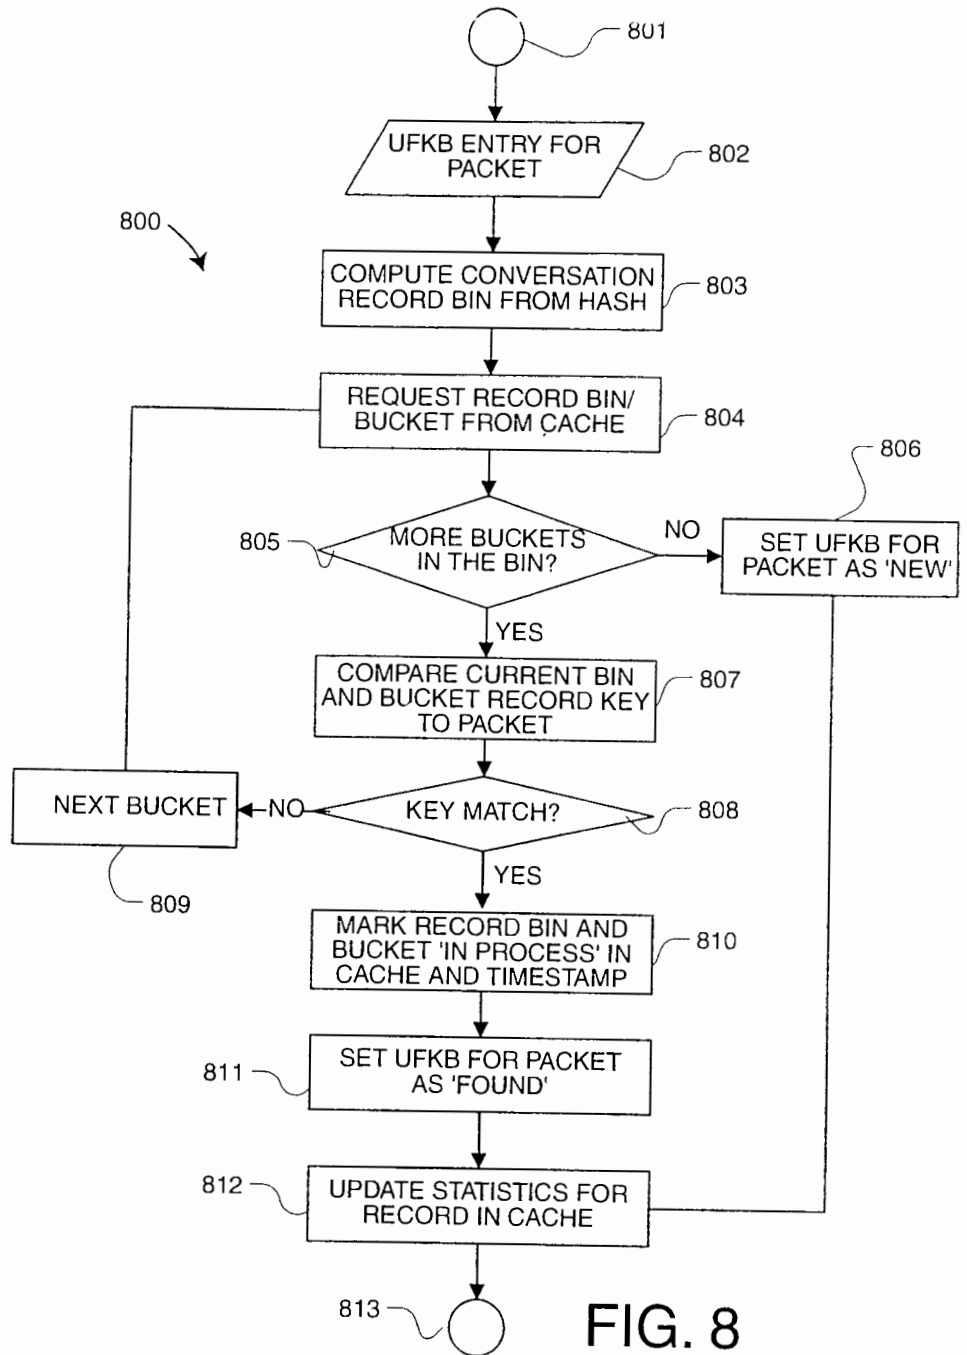 801
UFKB ENTRY FOR
PACKET
802
800
COMPUTE CONVERSATION
RECORD BIN FROM HASH
803
REQUEST RECORD BIN/
BUCKET FROM CACHE
804
806
805
MORE BUCKETS
IN THE BIN?
NO
SET UFKB FOR
PACKET AS 'NEW'
YES
COMPARE CURRENT BIN
AND BUCKET RECORD KEY
TO PACKET
807
NEXT BUCKET
NO
KEY MATCH?
808
YES
809
MARK RECORD BIN AND
BUCKET 'IN PROCESS' IN
CACHE AND TIMESTAMP
810
811
SET UFKB FOR PACKET
AS 'FOUND'
812
UPDATE STATISTICS FOR
RECORD IN CACHE
813
FIG. 8